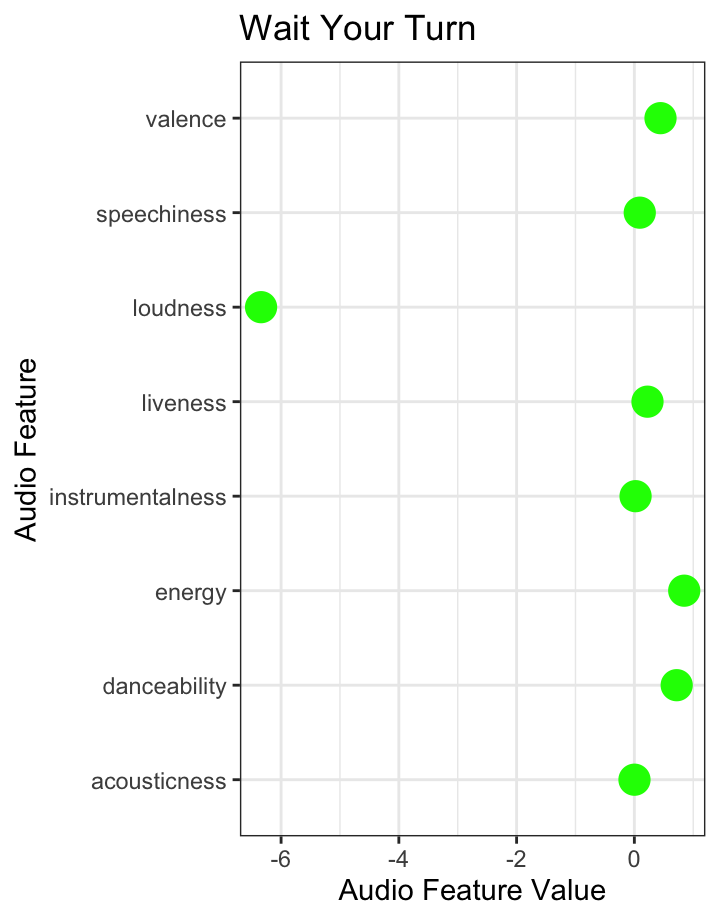 Wait Your Turn
valence
speechiness
loudness
liveness
instrumentalness
energy
danceability
acousticness
Audio Feature
-6 -4 -2 0
Audio Feature Value